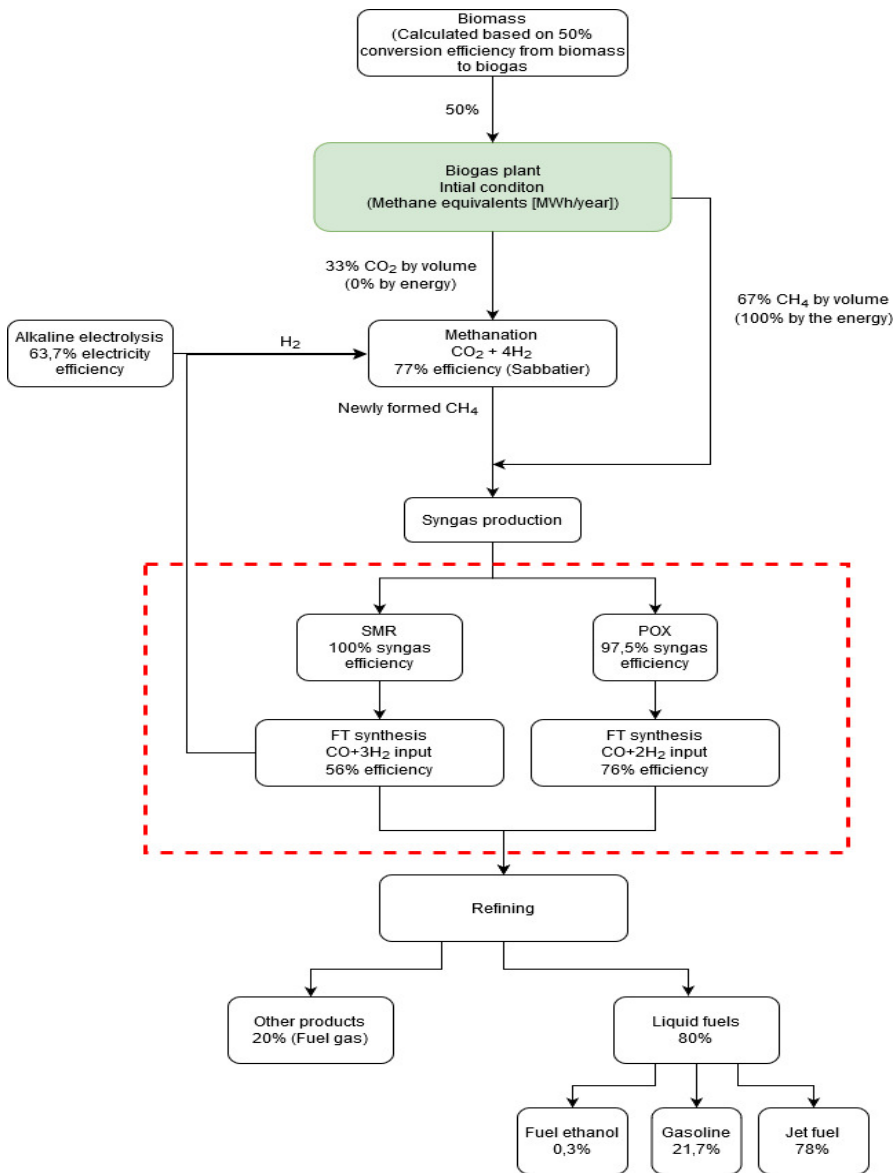 Biomass
(Calculated based on 50%
conversion efficiency from biomass
to biogas
50%
Biogas plant
Intial conditon
(Methane equivalents [MWh/year])
33% CO2 by volume
(0% by energy)
67% CH4 by volume
(100% by the energy)
Alkaline electrolysis
63,7% electricity
efficiency
H2
Methanation
CO2 + 4H2
77% efficiency (Sabbatier)
Newly formed CH4
Syngas production
SMR
100% syngas
efficiency
POX
97,5% syngas
efficiency
FT synthesis
CO+3H2 input
56% efficiency
FT synthesis
CO+2H2 input
76% efficiency
Refining
Other products
20% (Fuel gas)
Liquid fuels
80%
Fuel ethanol
0,3%
Gasoline
21,7%
Jet fuel
78%